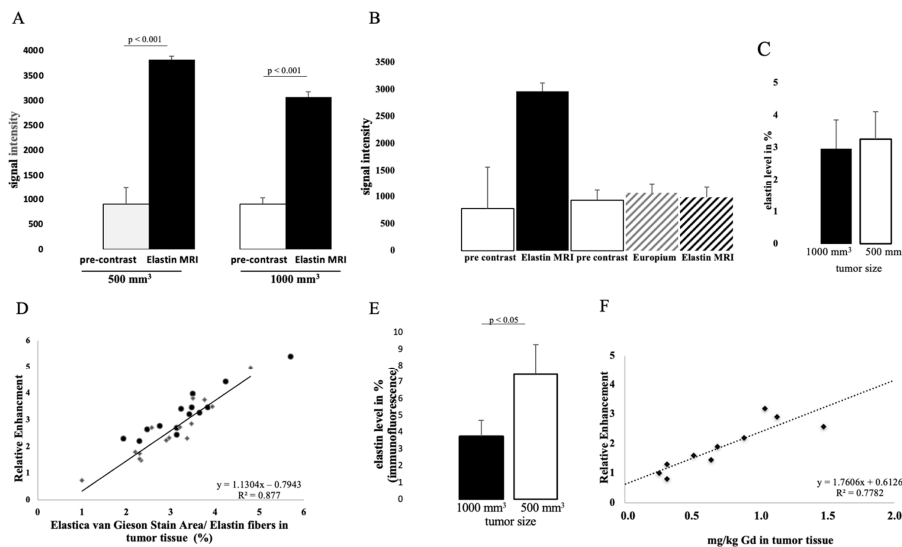 A
p < 0.001
p < 0.001
signal intensity
4000
3500
3000
2500
2000
1500
1000
500
0
pre-contrast Elastin MRI
pre-contrast Elastin MRI
500 mm³
1000 mm³
B
signal intensity
4000
3500
3000
2500
1500
1000
500
0
pre contrast Elastin MRI pre contrast Europium Elastin MRI
C
elastin level in %
5
4
3
2
1
0
1000 mm³ 500 mm
tumor size
D
Relative Enhancment
6
5
4
3
2
1
0
0 1 2 3 4 5 6
y = 1.1304x – 0.7943
R² = 0.877
Elastica van Gieson Stain Area/ Elastin fibers in
tumor tissue (%)
E
p < 0.05
elastin level in %
(immunofluorescence)
10
9
8
7
6
5
4
3
2
1
0
1000 mm³ 500 mm³
tumor size
F
Relative Enhancement
5
4
3
2
1
0
0.0 0.5 1.0 1.5 2.0
y = 1.7606x + 0.6126
R² = 0.7782
mg/kg Gd in tumor tissue